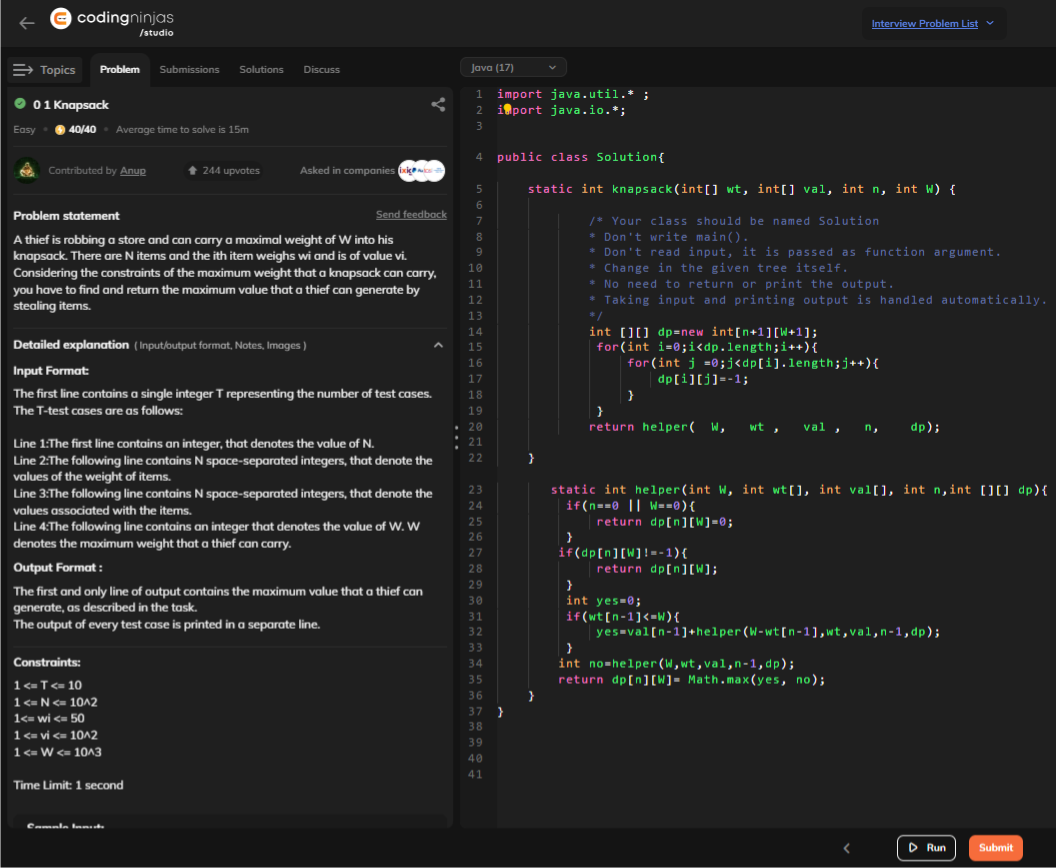 codingninjas
/studio
Interview Problem List
Topics
Problem
Submissions
Solutions
Discuss
0 1 Knapsack
Easy
40/40
Average time to solve is 15m
Contributed by Anup
244 upvotes
Asked in companies
Problem statement
Send feedback
A thief is robbing a store and can carry a maximal weight of W into his
knapsack. There are N items and the ith item weighs wi and is of value vi.
Considering the constraints of the maximum weight that a knapsack can carry,
you have to find and return the maximum value that a thief can generate by
stealing items.
Detailed explanation ( Input/output format, Notes, Images )
Input Format:
The first line contains a single integer T representing the number of test cases.
The T-test cases are as follows:
Line 1:The first line contains an integer, that denotes the value of N.
Line 2:The following line contains N space-separated integers, that denote the
values of the weight of items.
Line 3:The following line contains N space-separated integers, that denote the
values associated with the items.
Line 4:The following line contains an integer that denotes the value of W. W
denotes the maximum weight that a thief can carry.
Output Format :
The first and only line of output contains the maximum value that a thief can
generate, as described in the task.
The output of every test case is printed in a separate line.
Constraints:
1 <= T <= 10
1 <= N <= 10^2
1<= wi <= 50
1 <= vi <= 10^2
1 <= W <= 10^3
Time Limit: 1 second
Sample Input:
Java (17)
1 import java.util.* ;
2 import java.io.*;
3
4 public class Solution{
5 static int knapsack(int[] wt, int[] val, int n, int W) {
6
7 /* Your class should be named Solution
8 * Don't write main().
9 * Don't read input, it is passed as function argument.
10 * Change in the given tree itself.
11 * No need to return or print the output.
12 * Taking input and printing output is handled automatically.
13 */
14 int [][] dp=new int[n+1][W+1];
15 for(int i=0;i<dp.length;i++){
16 for(int j =0;j<dp[i].length;j++){
17 dp[i][j]=-1;
18 }
19 }
20 return helper( W, wt , val , n, dp);
21
22 }
23 static int helper(int W, int wt[], int val[], int n,int [][] dp){
24 if(n==0 || W==0){
25 return dp[n][W]=0;
26 }
27 if(dp[n][W]!=-1){
28 return dp[n][W];
29 }
30 int yes=0;
31 if(wt[n-1]<=W){
32 yes=val[n-1]+helper(W-wt[n-1],wt,val,n-1,dp);
33 }
34 int no=helper(W,wt,val,n-1,dp);
35 return dp[n][W]= Math.max(yes, no);
36 }
37 }
38
39
40
41
Run
Submit